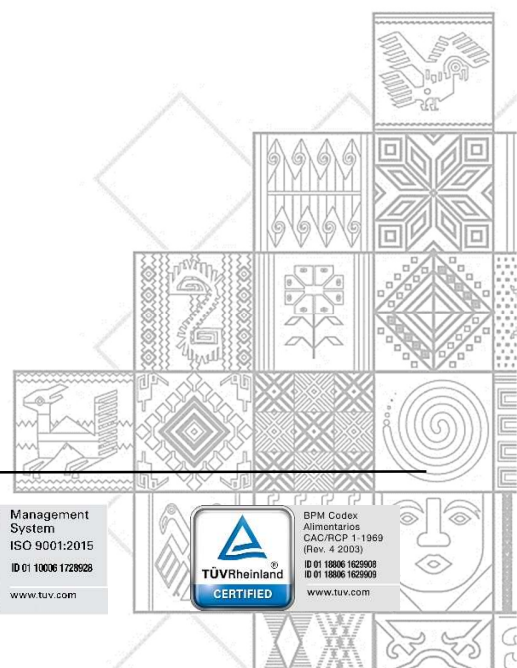 Management
System
ISO 9001:2015
ID 01 10006 1728928
www.tuv.com
TÜVRheinland®
CERTIFIED
BPM Codex
Alimentarios
CAC/RCP 1-1969
(Rev. 4 2003)
ID 01 18806 1629908
ID 01 18806 1629909
www.tuv.com